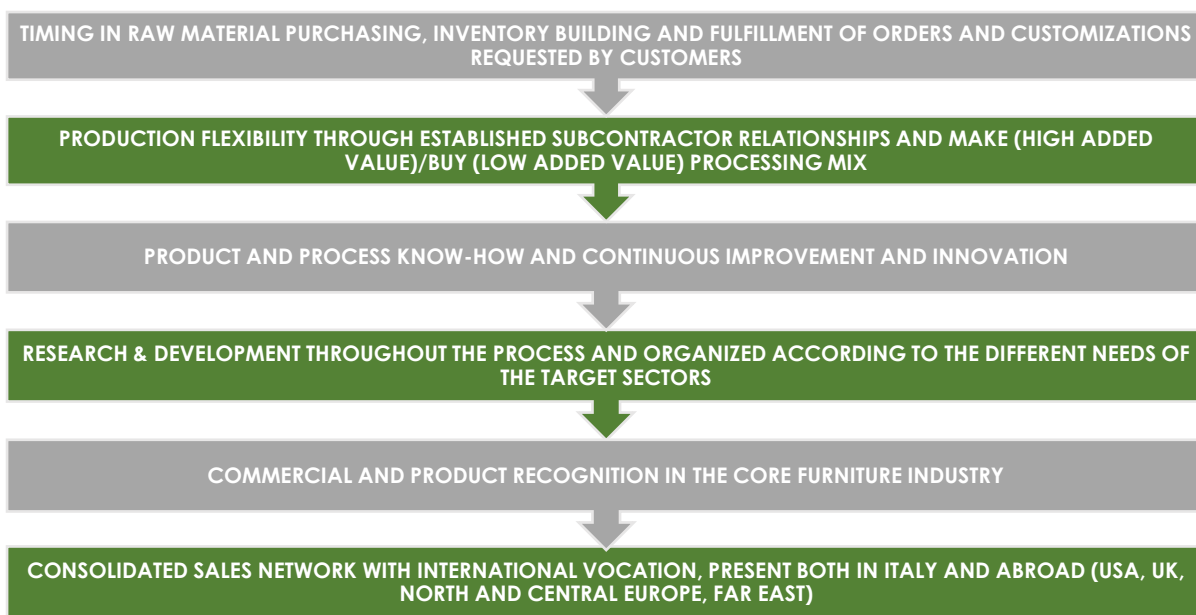 TIMING IN RAW MATERIAL PURCHASING, INVENTORY BUILDING AND FULFILLMENT OF ORDERS AND CUSTOMIZATIONS
REQUESTED BY CUSTOMERS
PRODUCTION FLEXIBILITY THROUGH ESTABLISHED SUBCONTRACTOR RELATIONSHIPS AND MAKE (HIGH ADDED
VALUE)/BUY (LOW ADDED VALUE) PROCESSING MIX
PRODUCT AND PROCESS KNOW-HOW AND CONTINUOUS IMPROVEMENT AND INNOVATION
RESEARCH & DEVELOPMENT THROUGHOUT THE PROCESS AND ORGANIZED ACCORDING TO THE DIFFERENT NEEDS OF
THE TARGET SECTORS
COMMERCIAL AND PRODUCT RECOGNITION IN THE CORE FURNITURE INDUSTRY
CONSOLIDATED SALES NETWORK WITH INTERNATIONAL VOCATION, PRESENT BOTH IN ITALY AND ABROAD (USA, UK,
NORTH AND CENTRAL EUROPE, FAR EAST)